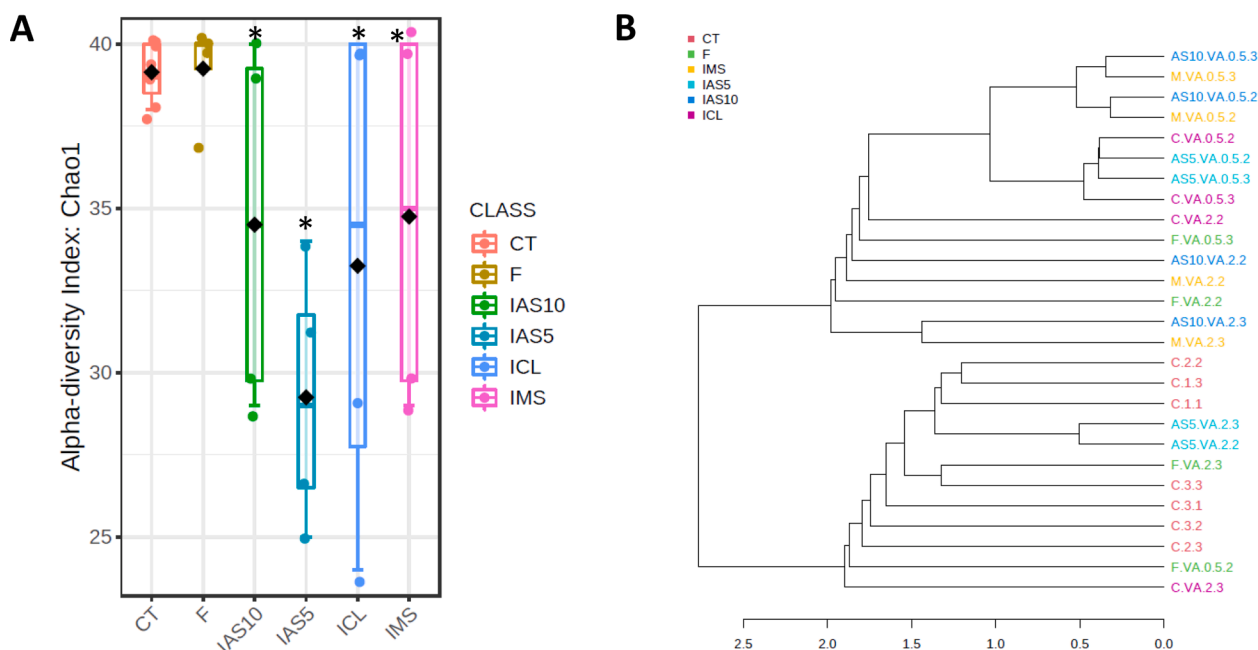 A
Alpha-diversity Index: Chao1
40
35
30
25
*
*
*
*
CT
F
IAS10
IAS5
ICL
IMS
CLASS
CT
F
IAS10
IAS5
ICL
IMS
B
CT
F
IMS
IAS5
IAS10
ICL
AS10.VA.0.5.3
M.VA.0.5.3
AS10.VA.0.5.2
M.VA.0.5.2
C.VA.0.5.2
AS5.VA.0.5.2
AS5.VA.0.5.3
C.VA.0.5.3
C.VA.2.2
F.VA.0.5.3
AS10.VA.2.2
M.VA.2.2
F.VA.2.2
AS10.VA.2.3
M.VA.2.3
C.2.2
C.1.3
C.1.1
AS5.VA.2.3
AS5.VA.2.2
F.VA.2.3
C.3.3
C.3.1
C.3.2
C.2.3
F.VA.0.5.2
C.VA.2.3
2.5 2.0 1.5 1.0 0.5 0.0